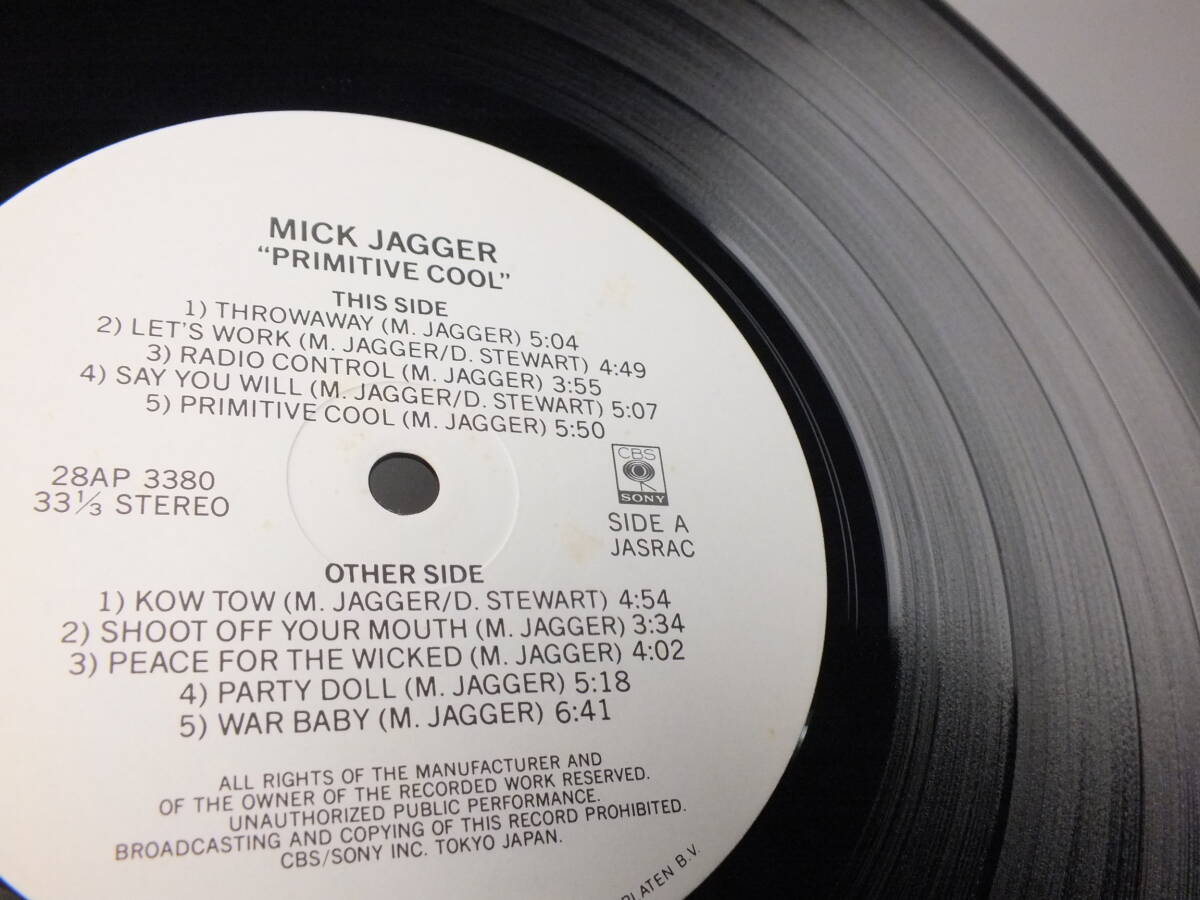 MICK JAGGER
“PRIMITIVE COOL”
THIS SIDE
1) THROWAWAY (M. JAGGER) 5:04
2) LET'S WORK (M. JAGGER/D. STEWART) 4:49
3) RADIO CONTROL (M. JAGGER) 3:55
4) SAY YOU WILL (M. JAGGER/D. STEWART) 5:07
5) PRIMITIVE COOL (M. JAGGER) 5:50
28AP 3380
33⅓ STEREO
CBS
SONY
SIDE A
JASRAC
OTHER SIDE
1) KOW TOW (M. JAGGER/D. STEWART) 4:54
2) SHOOT OFF YOUR MOUTH (M. JAGGER) 3:34
3) PEACE FOR THE WICKED (M. JAGGER) 4:02
4) PARTY DOLL (M. JAGGER) 5:18
5) WAR BABY (M. JAGGER) 6:41
ALL RIGHTS OF THE MANUFACTURER AND
OF THE OWNER OF THE RECORDED WORK RESERVED.
UNAUTHORIZED PUBLIC PERFORMANCE.
BROADCASTING AND COPYING OF THIS RECORD PROHIBITED.
CBS/SONY INC. TOKYO JAPAN.
PLATEN B.V.